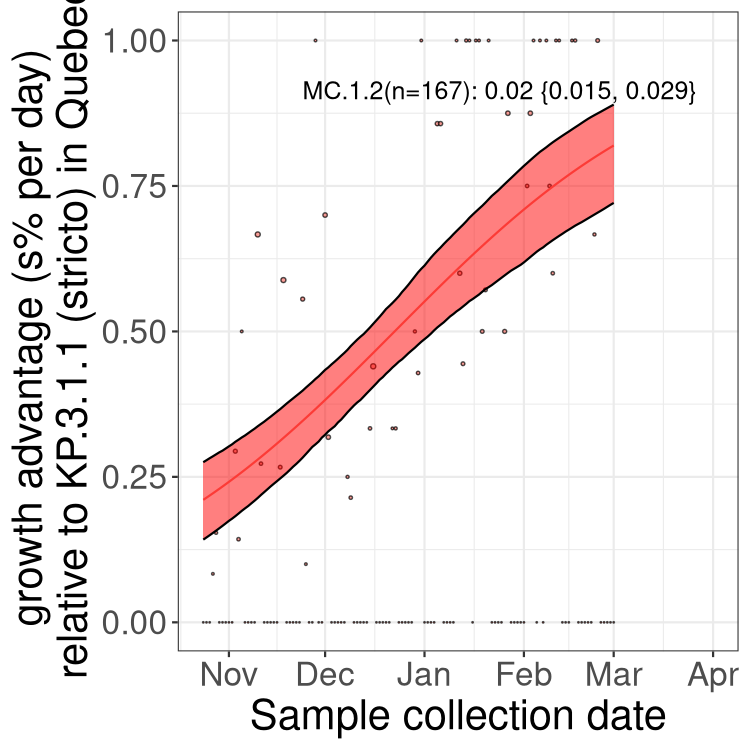 growth advantage (s% per day)
relative to KP.3.1.1 (stricto) in Quebec
1.00
0.75
0.50
0.25
0.00
MC.1.2(n=167): 0.02 {0.015, 0.029}
Nov Dec Jan Feb Mar Apr
Sample collection date